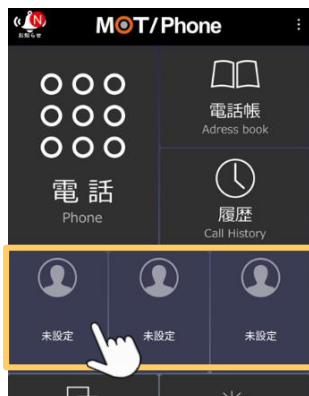 N
お知らせ
MOT/Phone
電話
Phone
電話帳
Adress book
履歴
Call History
未設定
未設定
未設定